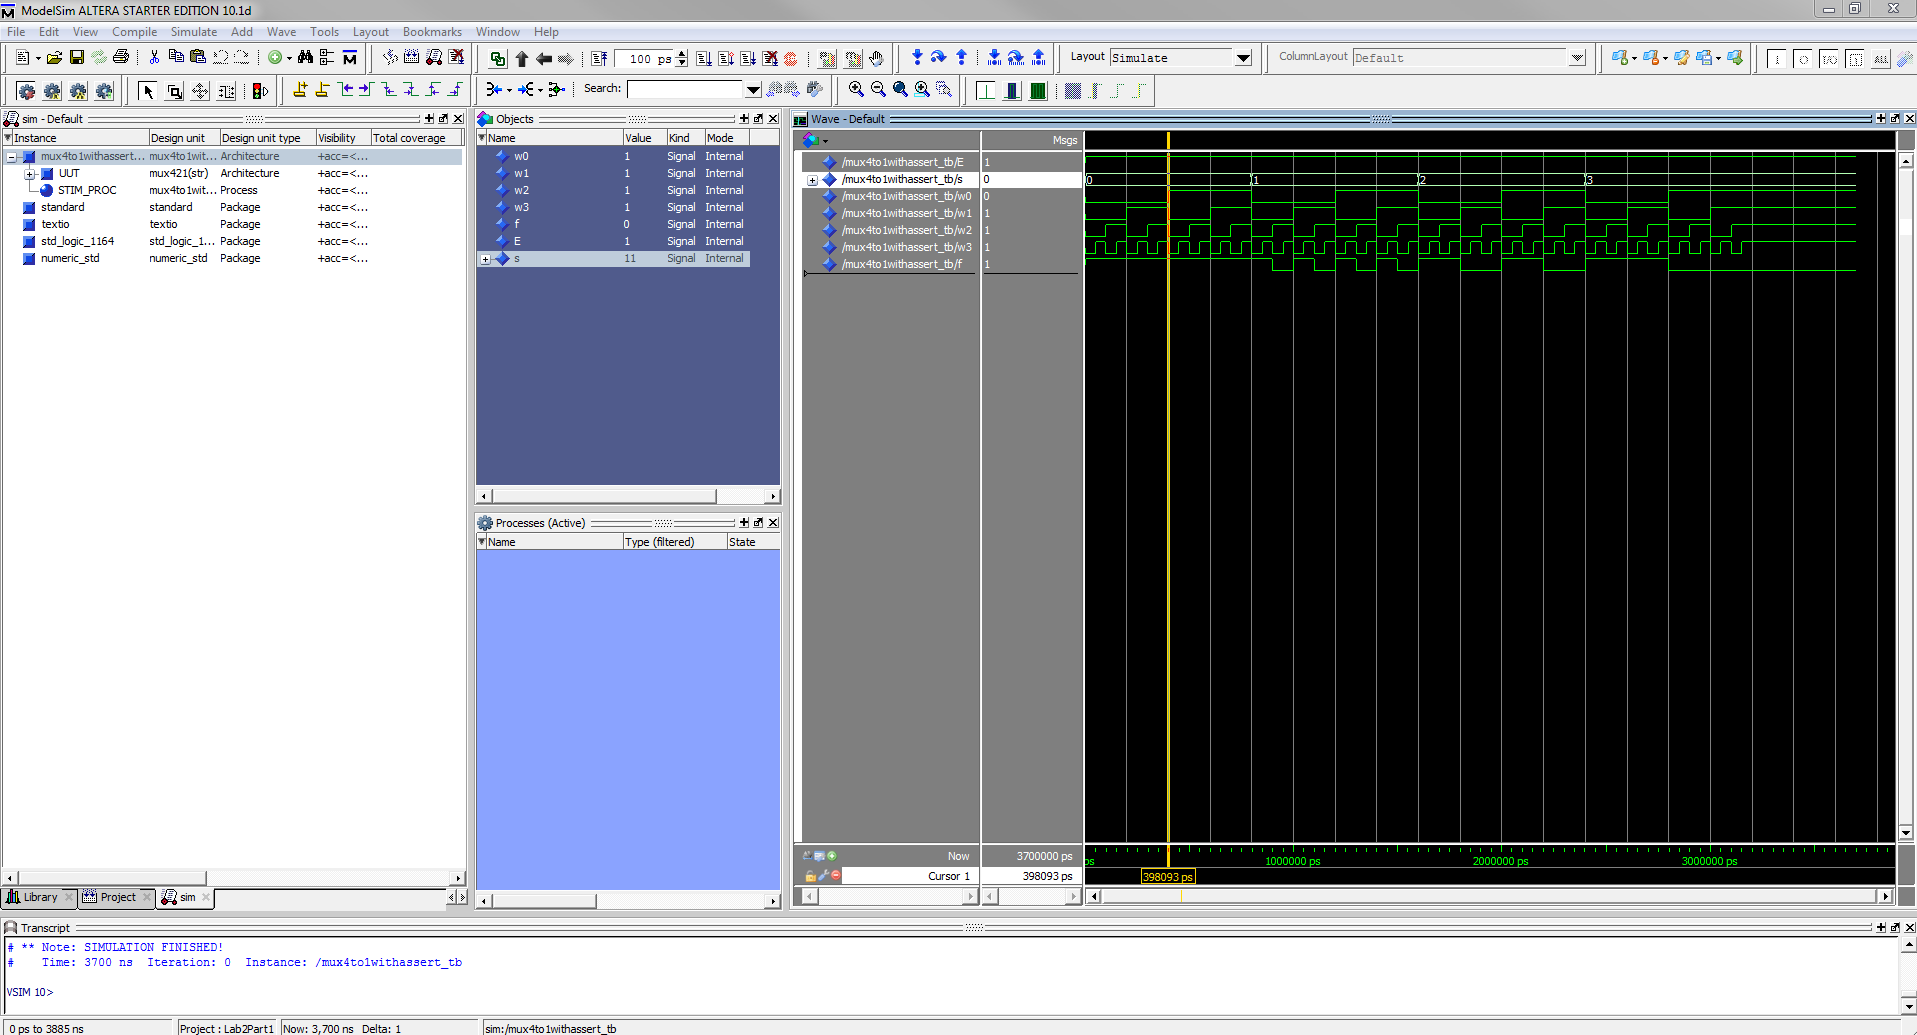 ModelSim ALTERA STARTER EDITION 10.1d
File Edit View Compile Simulate Add Wave Tools Layout Bookmarks Window Help
100 ps
Layout Simulate
ColumnLayout Default
ALL
Search:
sim - Default
Instance Design unit Design unit type Visibility Total coverage
mux4to1withassert... mux4to1wit... Architecture +acc=<...
UUT mux421(str) Architecture +acc=<...
STIM_PROC mux4to1wit... Process +acc=<...
standard standard Package +acc=<...
textio textio Package +acc=<...
std_logic_1164 std_logic_1... Package +acc=<...
numeric_std numeric_std Package +acc=<...
Library Project sim
Objects
Name Value Kind Mode
w0 1 Signal Internal
w1 1 Signal Internal
w2 1 Signal Internal
w3 1 Signal Internal
f 0 Signal Internal
E 1 Signal Internal
s 11 Signal Internal
Processes (Active)
Name Type (filtered) State
Wave - Default
Msgs
/mux4to1withassert_tb/E 1
/mux4to1withassert_tb/s 0 0 1 2 3
/mux4to1withassert_tb/w0 0
/mux4to1withassert_tb/w1 1
/mux4to1withassert_tb/w2 1
/mux4to1withassert_tb/w3 1
/mux4to1withassert_tb/f 1
Now 3700000 ps ps 1000000 ps 2000000 ps 3000000 ps
Cursor 1 398093 ps 398093 ps
Transcript
# ** Note: SIMULATION FINISHED!
# Time: 3700 ns Iteration: 0 Instance: /mux4to1withassert_tb
VSIM 10>
0 ps to 3885 ns Project : Lab2Part1 Now: 3,700 ns Delta: 1 sim:/mux4to1withassert_tb